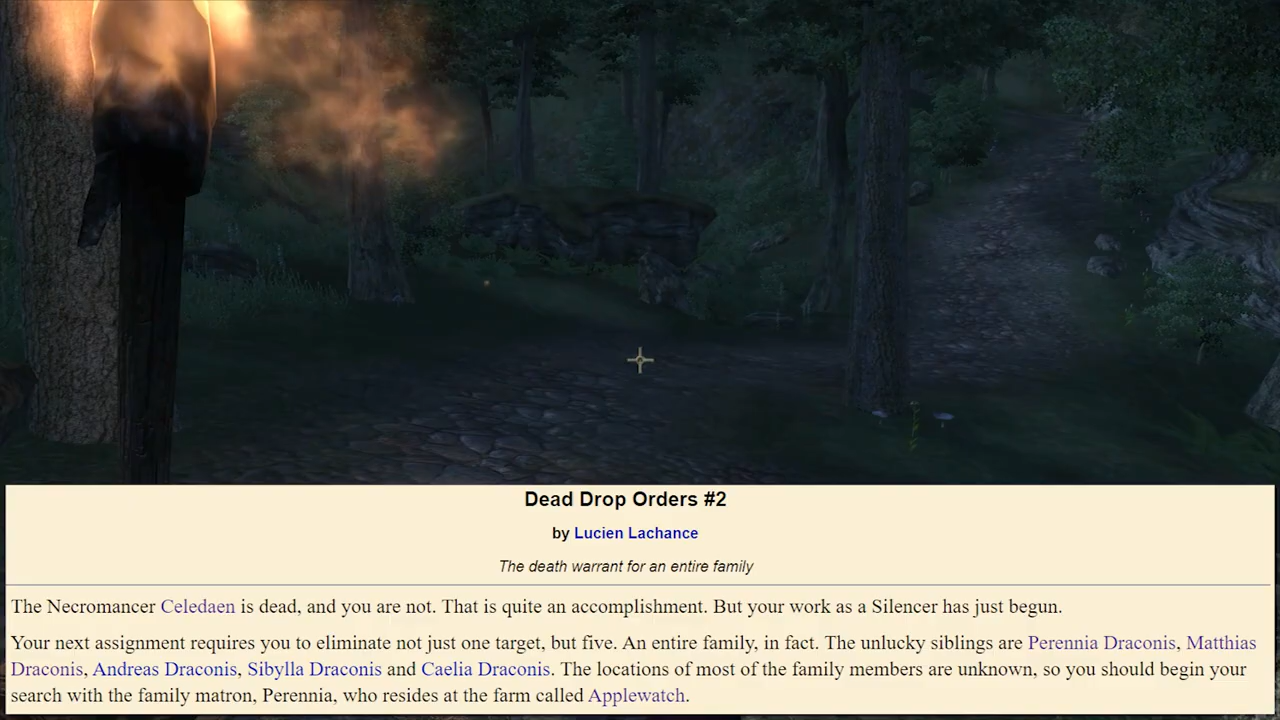 Dead Drop Orders #2
by Lucien Lachance
The death warrant for an entire family
The Necromancer Celedaen is dead, and you are not. That is quite an accomplishment. But your work as a Silencer has just begun.
Your next assignment requires you to eliminate not just one target, but five. An entire family, in fact. The unlucky siblings are Perennia Draconis, Matthias
Draconis, Andreas Draconis, Sibylla Draconis and Caelia Draconis. The locations of most of the family members are unknown, so you should begin your
search with the family matron, Perennia, who resides at the farm called Applewatch.